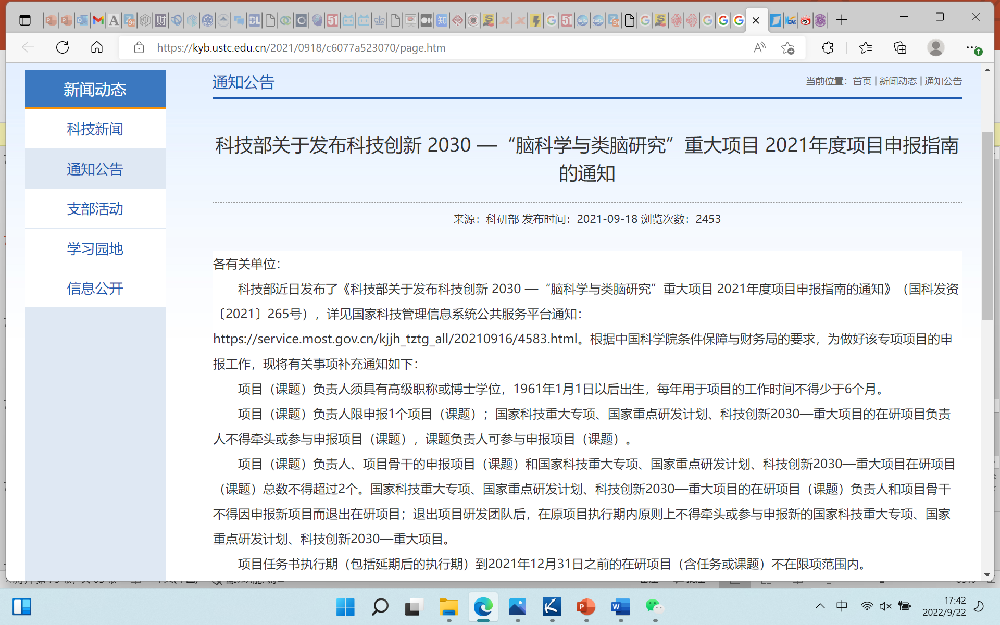 https://kyb.ustc.edu.cn/2021/0918/c6077a523070/page.htm
新闻动态
科技新闻
通知公告
支部活动
学习园地
信息公开
通知公告
当前位置：首页 | 新闻动态 | 通知公告
科技部关于发布科技创新 2030 —“脑科学与类脑研究”重大项目 2021年度项目申报指南
的通知
来源：科研部 发布时间：2021-09-18 浏览次数：2453
各有关单位：
科技部近日发布了《科技部关于发布科技创新 2030 —“脑科学与类脑研究”重大项目 2021年度项目申报指南的通知》（国科发资
〔2021〕265号），详见国家科技管理信息系统公共服务平台通知：
https://service.most.gov.cn/kjjh_tztg_all/20210916/4583.html。根据中国科学院条件保障与财务局的要求，为做好该专项项目的申
报工作，现将有关事项补充通知如下：
项目（课题）负责人须具有高级职称或博士学位，1961年1月1日以后出生，每年用于项目的工作时间不得少于6个月。
项目（课题）负责人限申报1个项目（课题）；国家科技重大专项、国家重点研发计划、科技创新2030—重大项目的在研项目负责
人不得牵头或参与申报项目（课题），课题负责人可参与申报项目（课题）。
项目（课题）负责人、项目骨干的申报项目（课题）和国家科技重大专项、国家重点研发计划、科技创新2030—重大项目在研项目
（课题）总数不得超过2个。国家科技重大专项、国家重点研发计划、科技创新2030—重大项目的在研项目（课题）负责人和项目骨干
不得因申报新项目而退出在研项目；退出项目研发团队后，在原项目执行期内原则上不得牵头或参与申报新的国家科技重大专项、国家
重点研发计划、科技创新2030—重大项目。
项目任务书执行期（包括延期后的执行期）到2021年12月31日之前的在研项目（含任务或课题）不在限项范围内。
中
17:42
2022/9/22